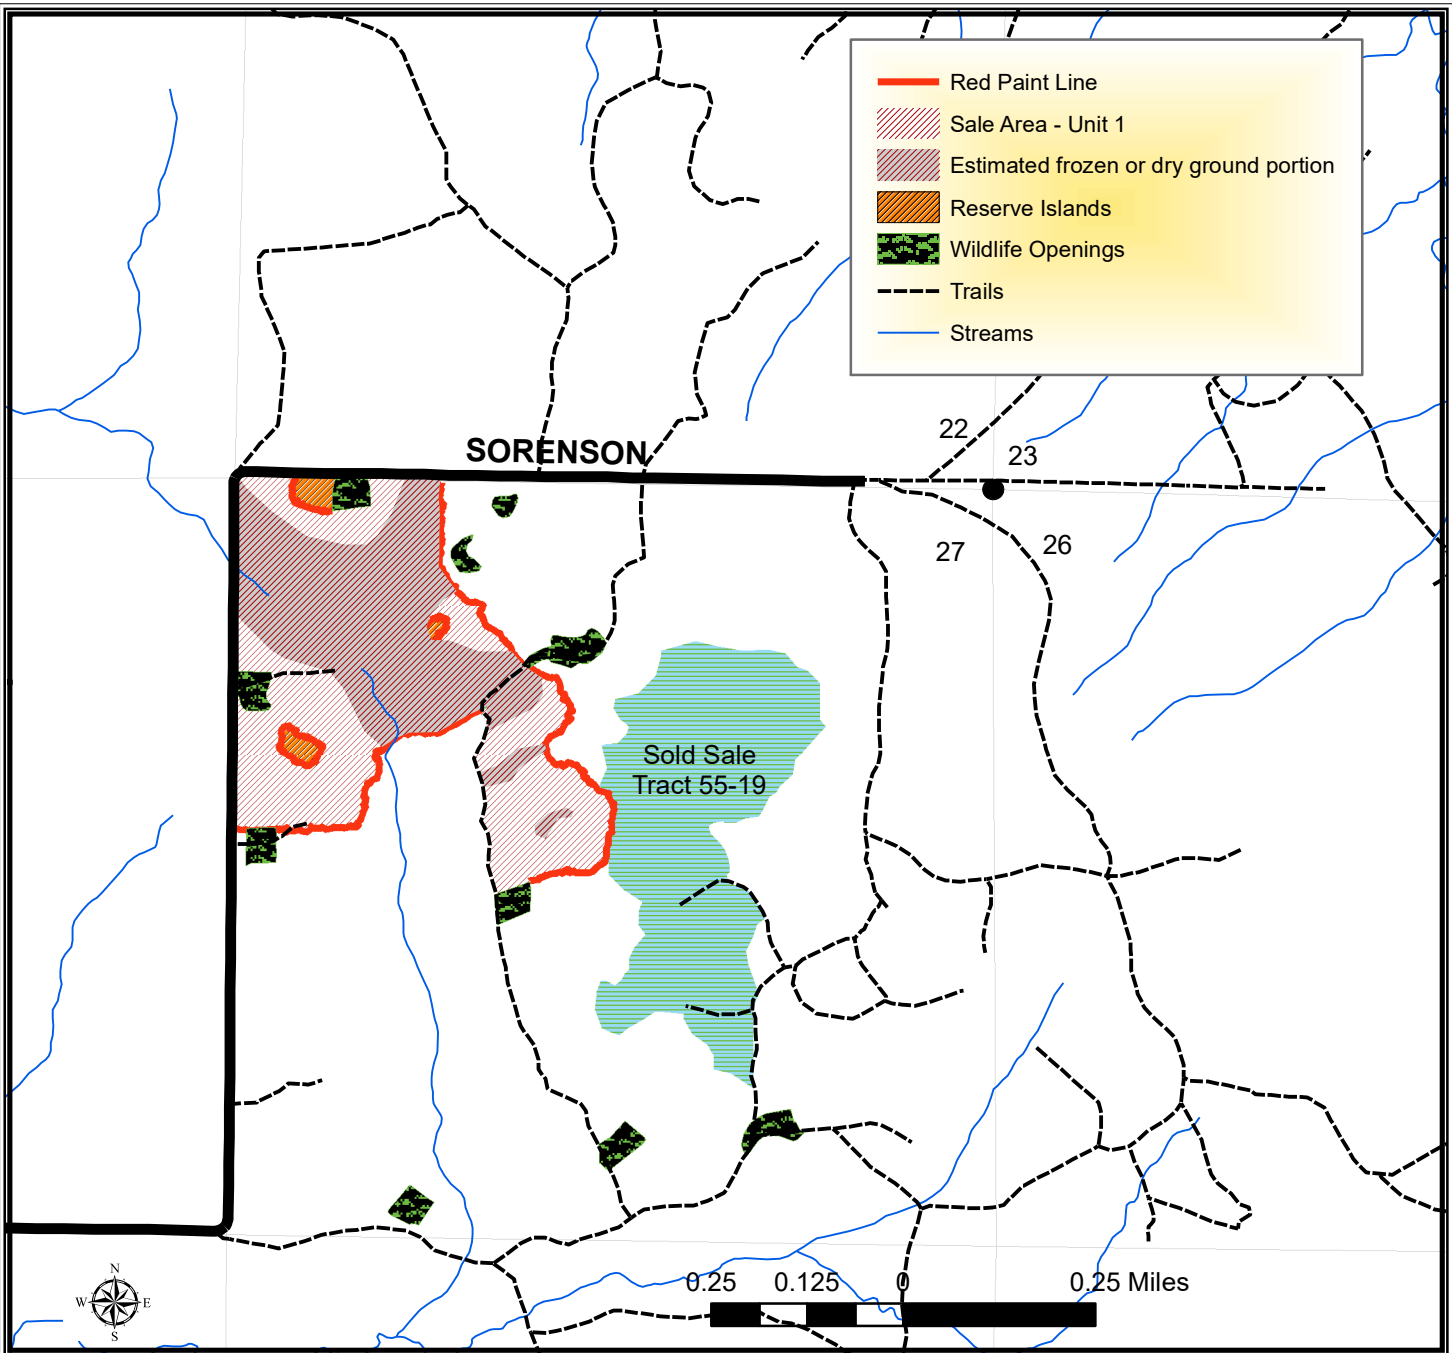 Red Paint Line
Sale Area - Unit 1
Estimated frozen or dry ground portion
Reserve Islands
Wildlife Openings
Trails
Streams
SORENSON
22
23
27
26
Sold Sale
Tract 55-19
0.25 0.125 0 0.25 Miles
N
W E
S